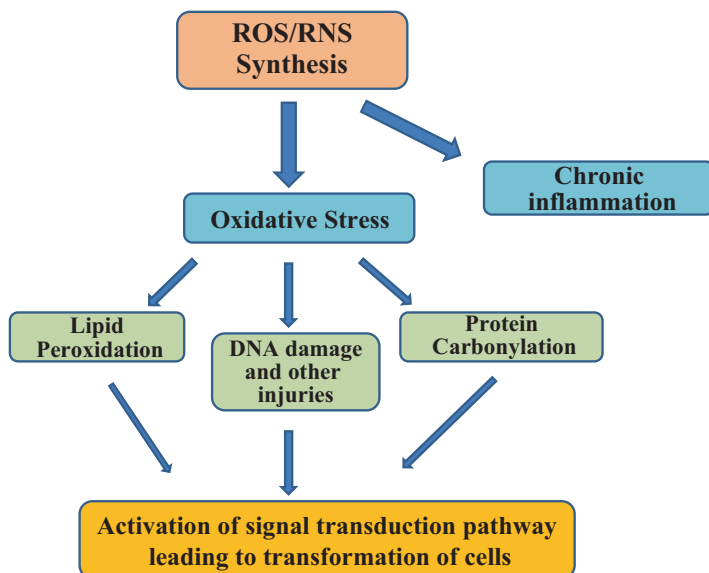 ROS/RNS
Synthesis
Chronic
inflammation
Oxidative Stress
Lipid
Peroxidation
DNA damage
and other
injuries
Protein
Carbonylation
Activation of signal transduction pathway
leading to transformation of cells